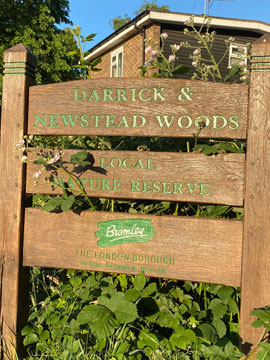 DARRICK &
NEWSTEAD WOODS
LOCAL
NATURE RESERVE
Bromley
THE LONDON BOROUGH